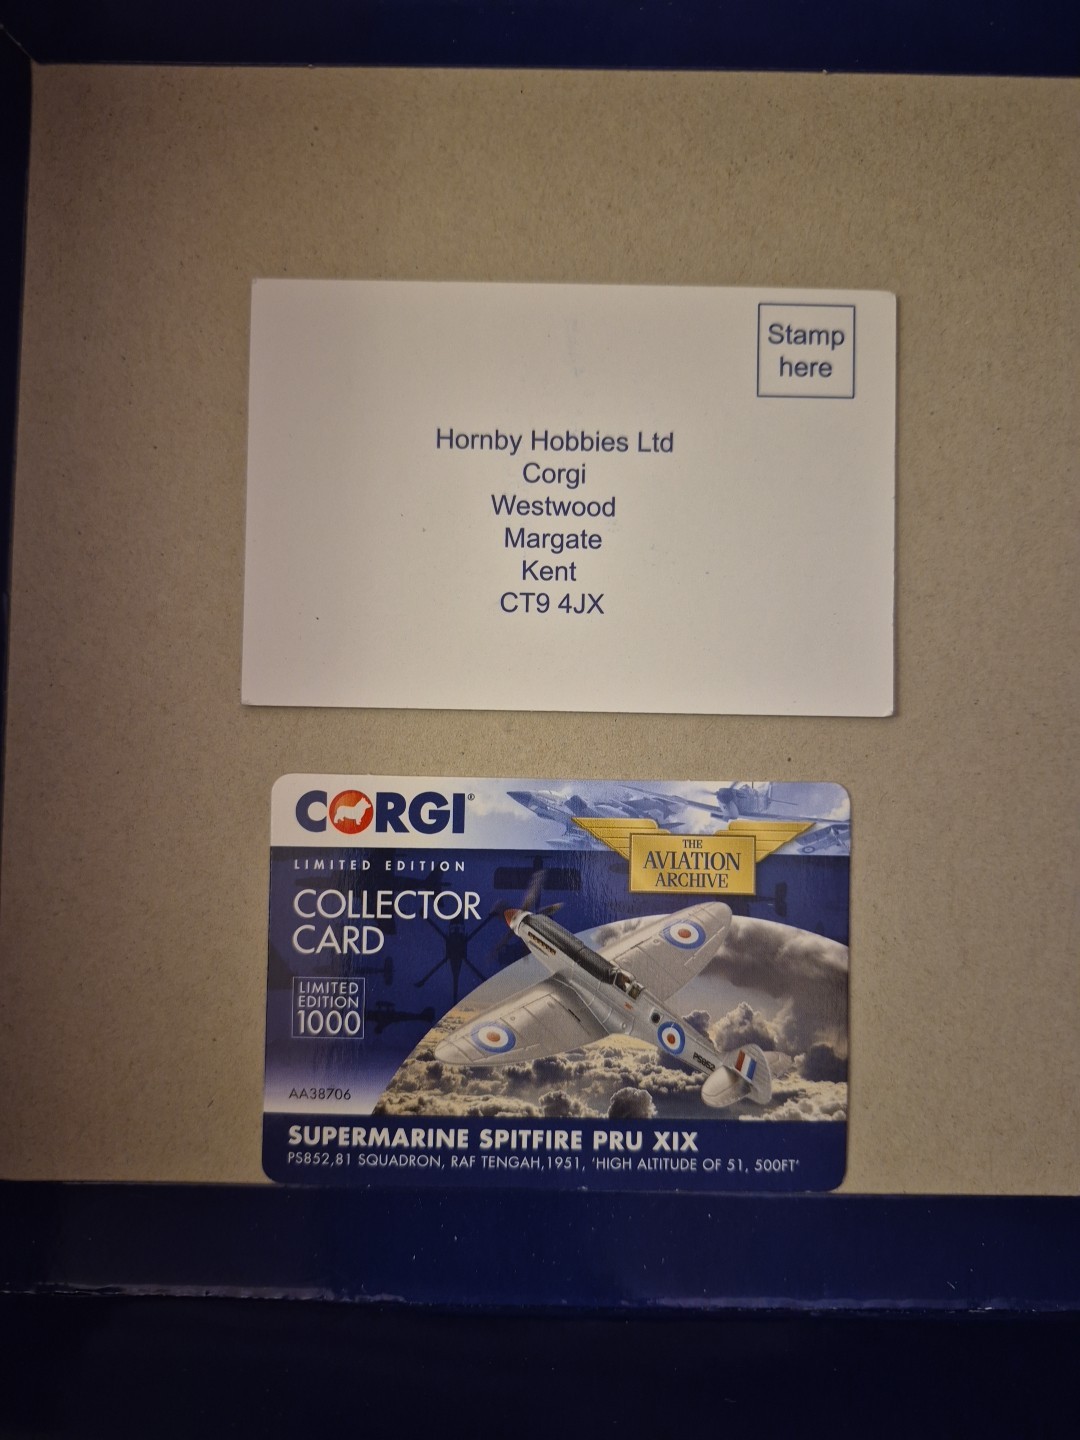 Stamp
here
Hornby Hobbies Ltd
Corgi
Westwood
Margate
Kent
CT9 4JX
CORGI®
THE
AVIATION
ARCHIVE
LIMITED EDITION
COLLECTOR
CARD
LIMITED
EDITION
1000
PS852
AA38706
SUPERMARINE SPITFIRE PRU XIX
PS852,81 SQUADRON, RAF TENGAH,1951, 'HIGH ALTITUDE OF 51, 500FT'